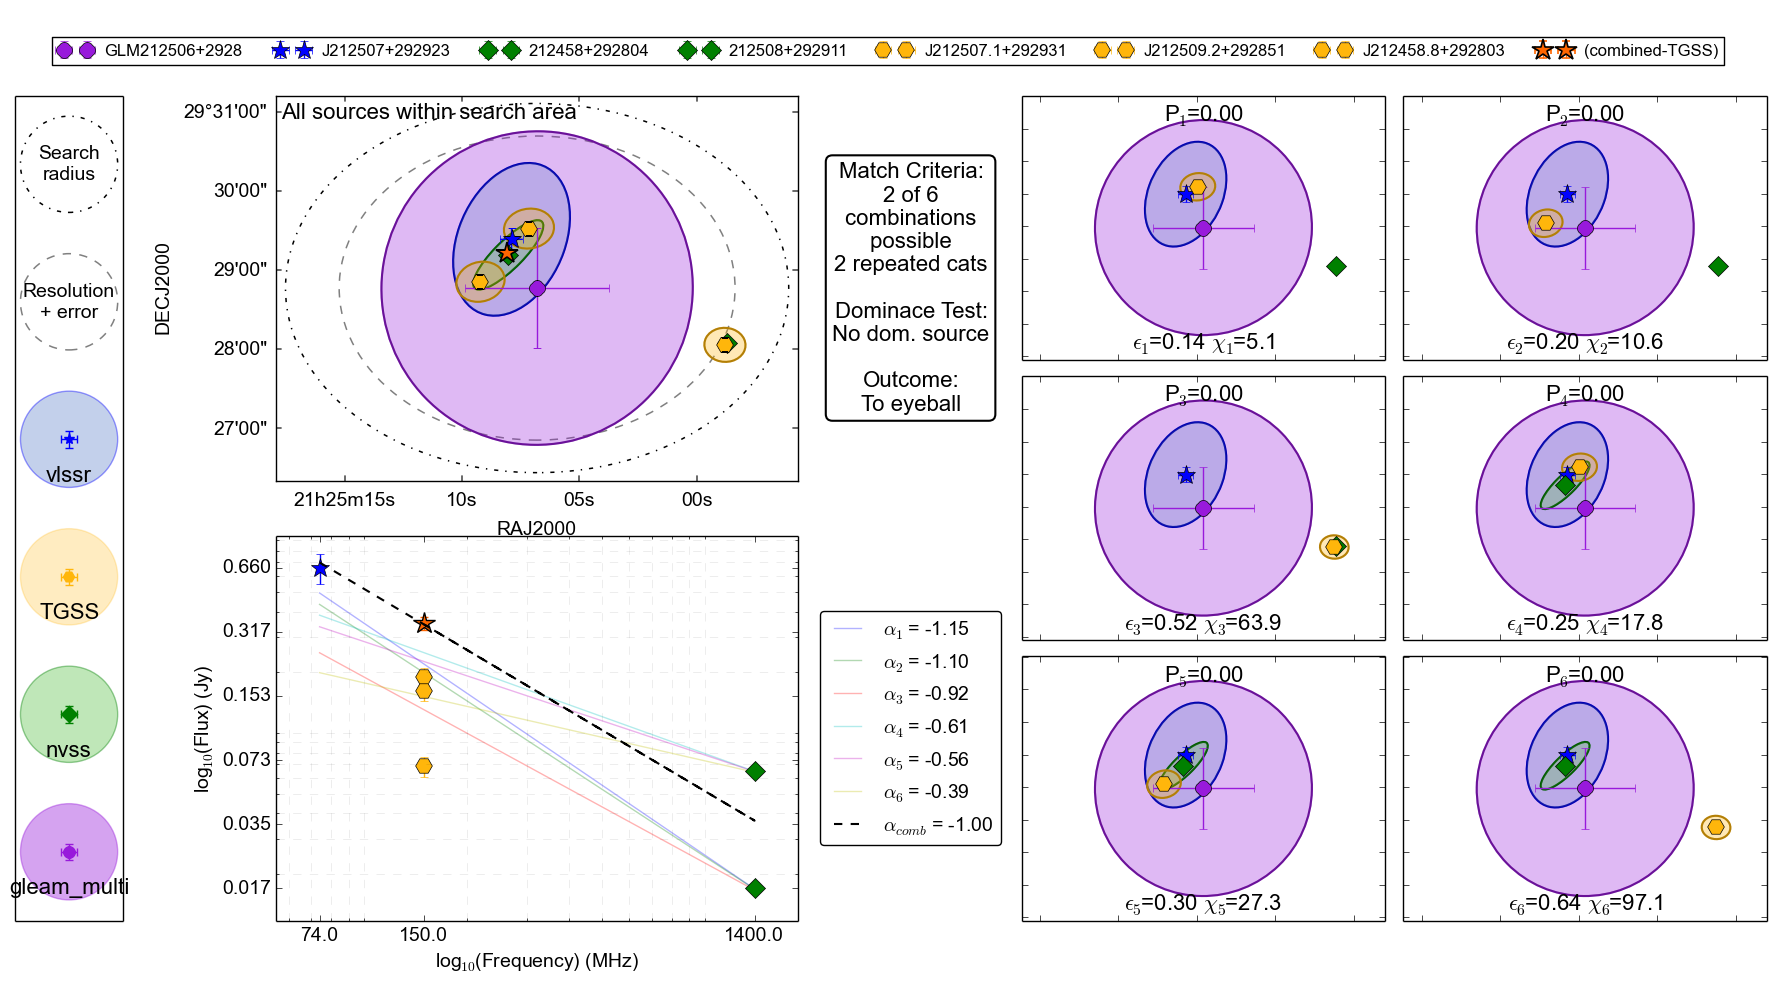 GLM212506+2928 J212507+292923 212458+292804 212508+292911 J212507.1+292931 J212509.2+292851 J212458.8+292803 (combined-TGSS)
Search
radius
Resolution
+ error
vlssr
TGSS
nvss
gleam_multi
All sources within search area
DECJ2000
29°31'00"
30'00"
29'00"
28'00"
27'00"
21h25m15s 10s 05s 00s
RAJ2000
log10(Flux) (Jy)
0.660
0.317
0.153
0.073
0.035
0.017
74.0 150.0 1400.0
log10(Frequency) (MHz)
Match Criteria:
2 of 6
combinations
possible
2 repeated cats
Dominace Test:
No dom. source
Outcome:
To eyeball
α1 = -1.15
α2 = -1.10
α3 = -0.92
α4 = -0.61
α5 = -0.56
α6 = -0.39
αcomb = -1.00
P1=0.00
ϵ1=0.14 χ1=5.1
P2=0.00
ϵ2=0.20 χ2=10.6
P3=0.00
ϵ3=0.52 χ3=63.9
P4=0.00
ϵ4=0.25 χ4=17.8
P5=0.00
ϵ5=0.30 χ5=27.3
P6=0.00
ϵ6=0.64 χ6=97.1